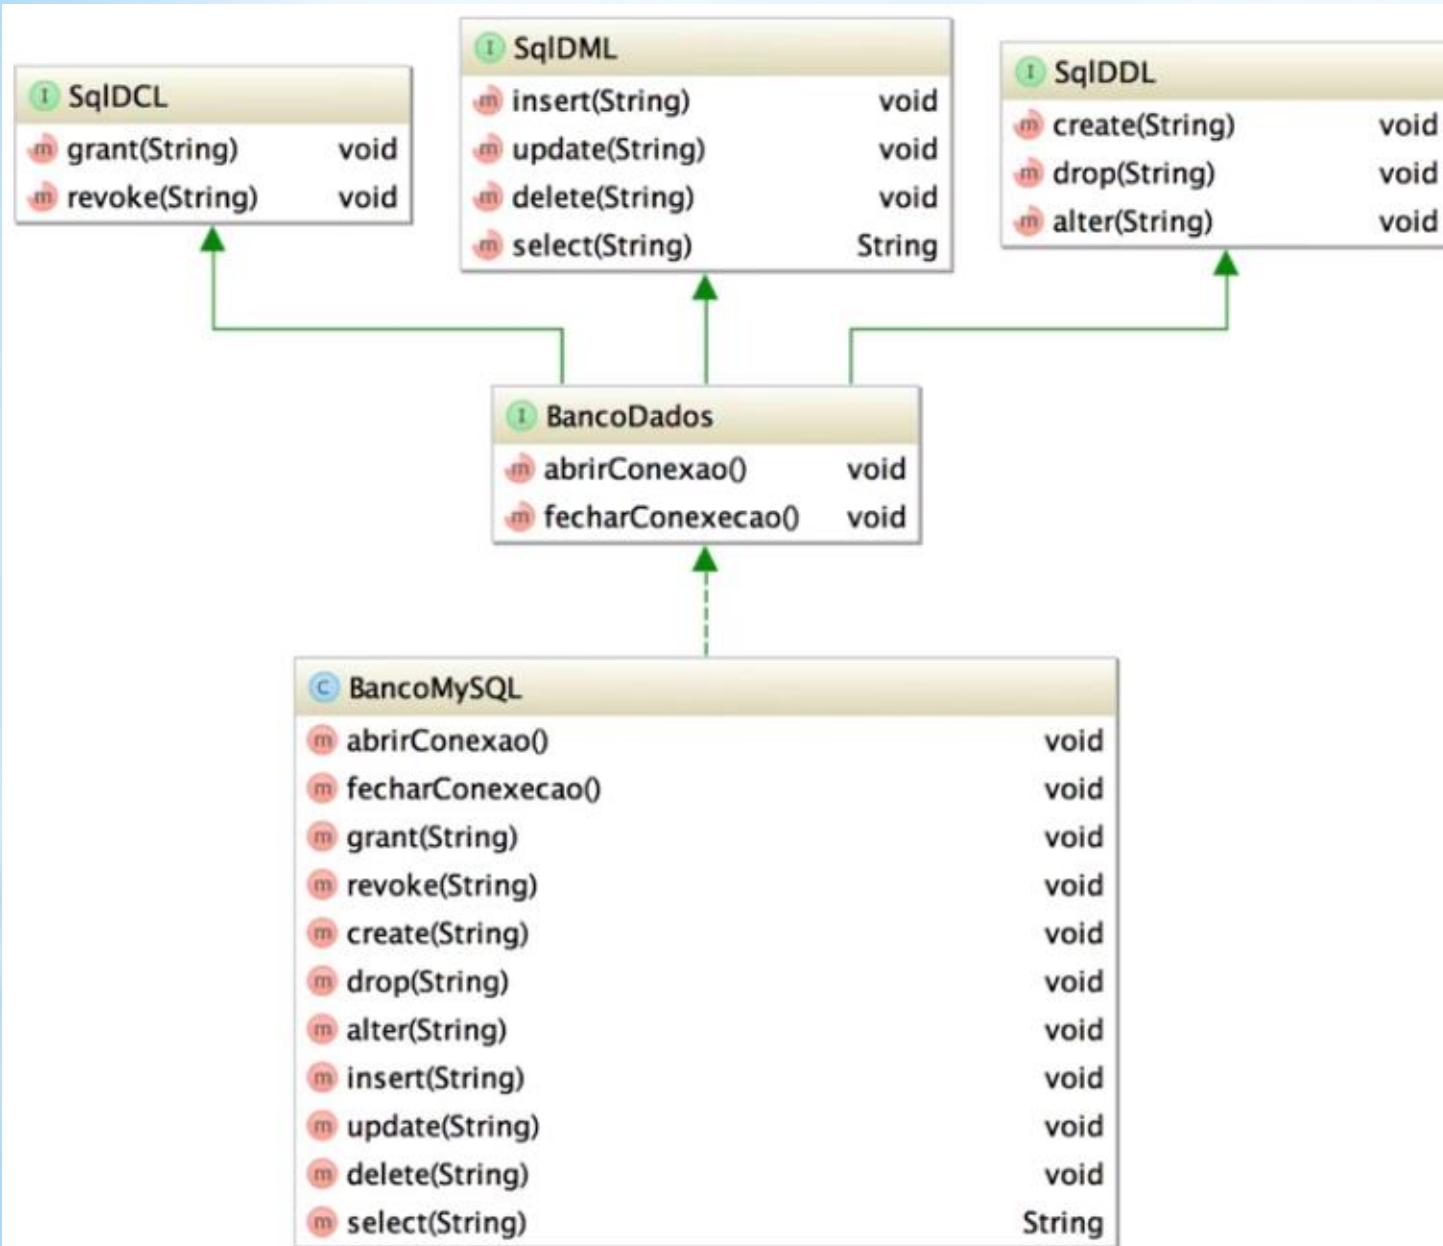 I SqlDCL
m grant(String) void
m revoke(String) void
I SqlDML
m insert(String) void
m update(String) void
m delete(String) void
m select(String) String
I SqlDDL
m create(String) void
m drop(String) void
m alter(String) void
I BancoDados
m abrirConexao() void
m fecharConexecao() void
C BancoMySQL
m abrirConexao() void
m fecharConexecao() void
m grant(String) void
m revoke(String) void
m create(String) void
m drop(String) void
m alter(String) void
m insert(String) void
m update(String) void
m delete(String) void
m select(String) String